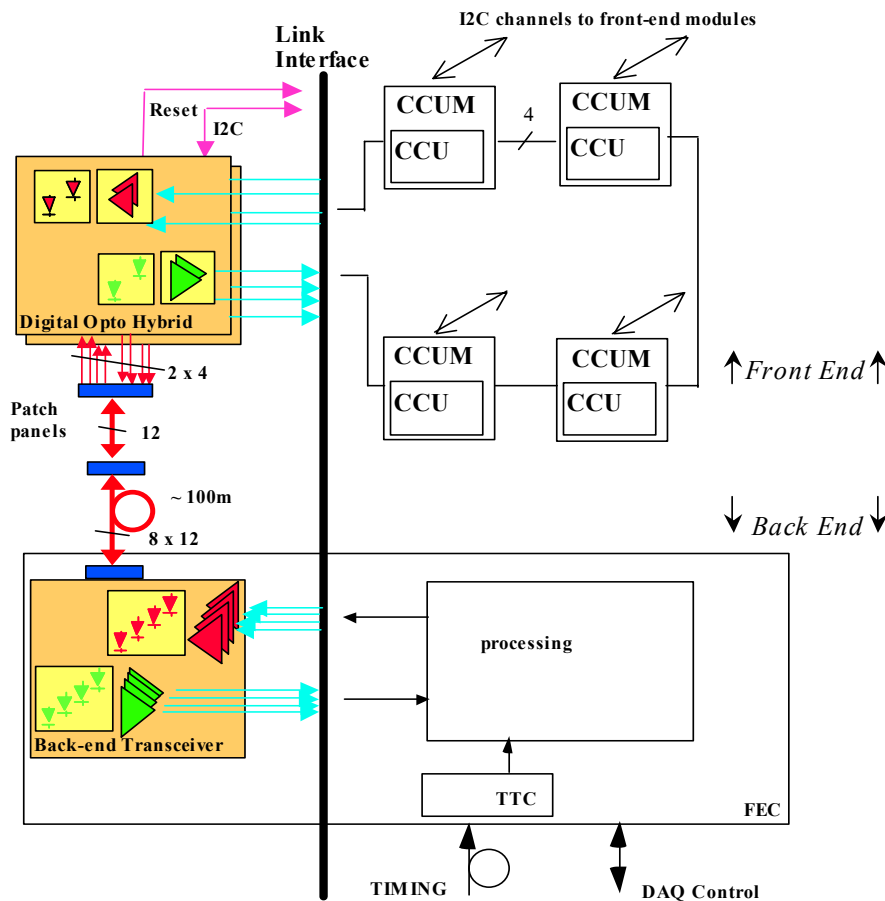 I2C channels to front-end modules
Link
Interface
Reset
I2C
CCUM
CCU
4
CCUM
CCU
Digital Opto Hybrid
2 x 4
CCUM
CCU
CCUM
CCU
Front End
Patch
panels
12
~ 100m
8 x 12
Back End
processing
Back-end Transceiver
TTC
FEC
TIMING
DAQ Control